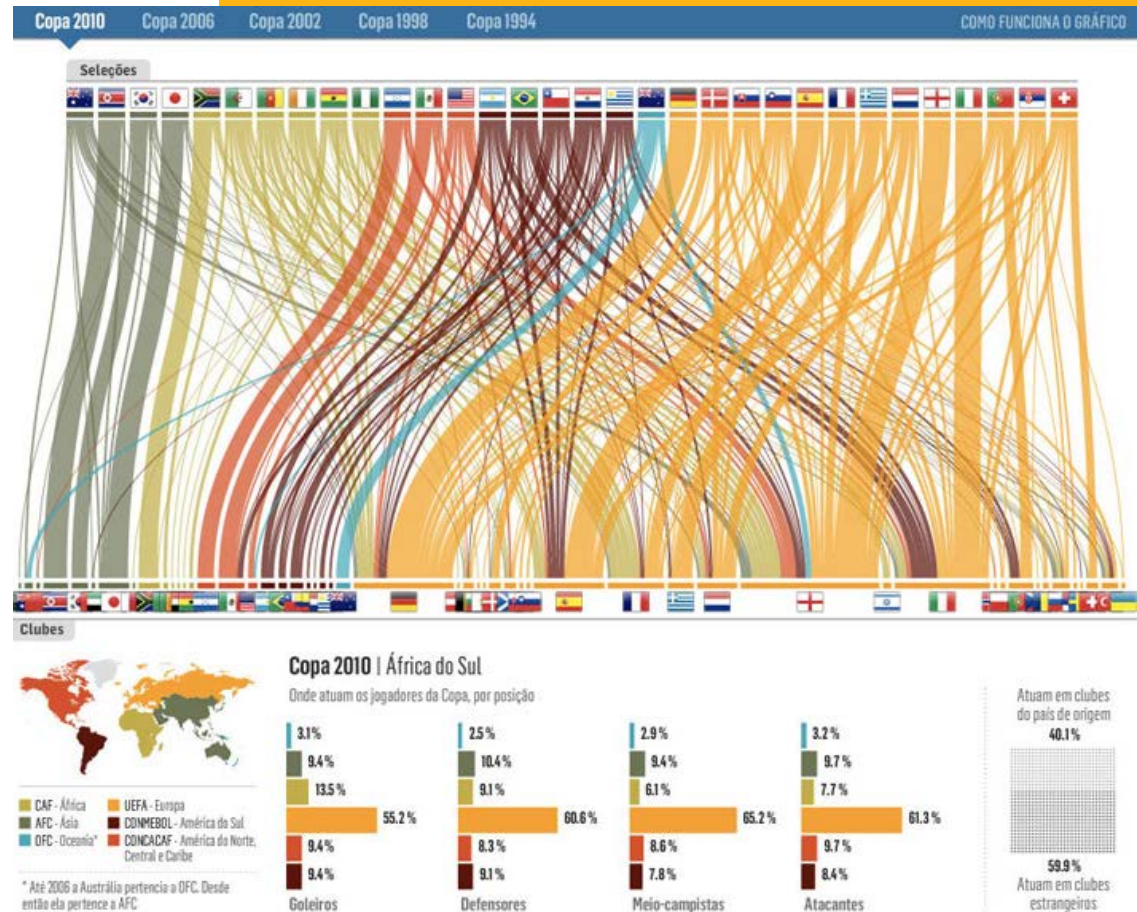 Copa 2010 Copa 2006 Copa 2002 Copa 1998 Copa 1994 COMO FUNCIONA O GRÁFICO
Seleções
Clubes
Copa 2010 | África do Sul
Onde atuam os jogadores da Copa, por posição
3.1%
9.4%
13.5%
55.2%
9.4%
9.4%
Goleiros
2.5%
10.4%
9.1%
60.6%
8.3%
9.1%
Defensores
2.9%
9.4%
6.1%
65.2%
8.6%
7.8%
Meio-campistas
3.2%
9.7%
7.7%
61.3%
9.7%
8.4%
Atacantes
Atuam em clubes
do país de origem
40.1%
59.9%
Atuam em clubes
estrangeiros
CAF - África
AFC - Ásia
OFC - Oceania*
UEFA - Europa
CONMEBOL - América do Sul
CONCACAF - América do Norte,
Central e Caribe
* Até 2006 a Austrália pertencia a OFC. Desde
então ela pertence a AFC